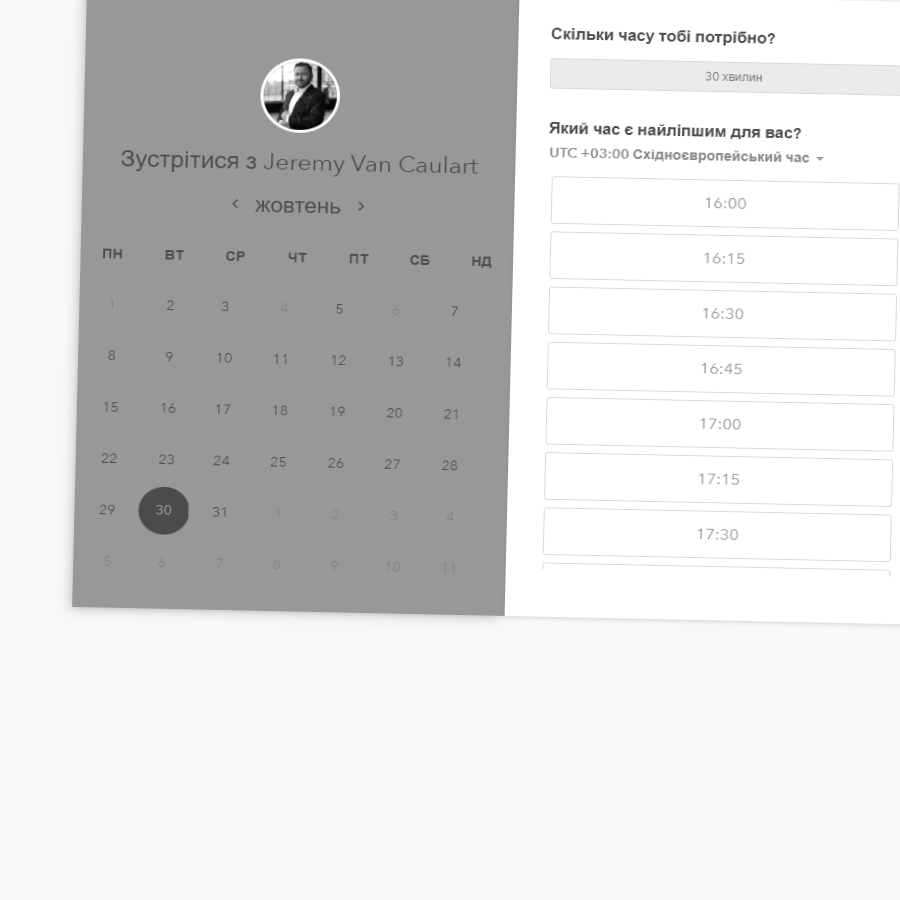 Зустрітися з Jeremy Van Caulart
жовтень
ПН ВТ СР ЧТ ПТ СБ НД
1 2 3 4 5 6 7
8 9 10 11 12 13 14
15 16 17 18 19 20 21
22 23 24 25 26 27 28
29 30 31 1 2 3 4
5 6 7 8 9 10 11
Скільки часу тобі потрібно?
30 хвилин
Який час є найліпшим для вас?
UTC +03:00 Східноєвропейський час
16:00
16:15
16:30
16:45
17:00
17:15
17:30